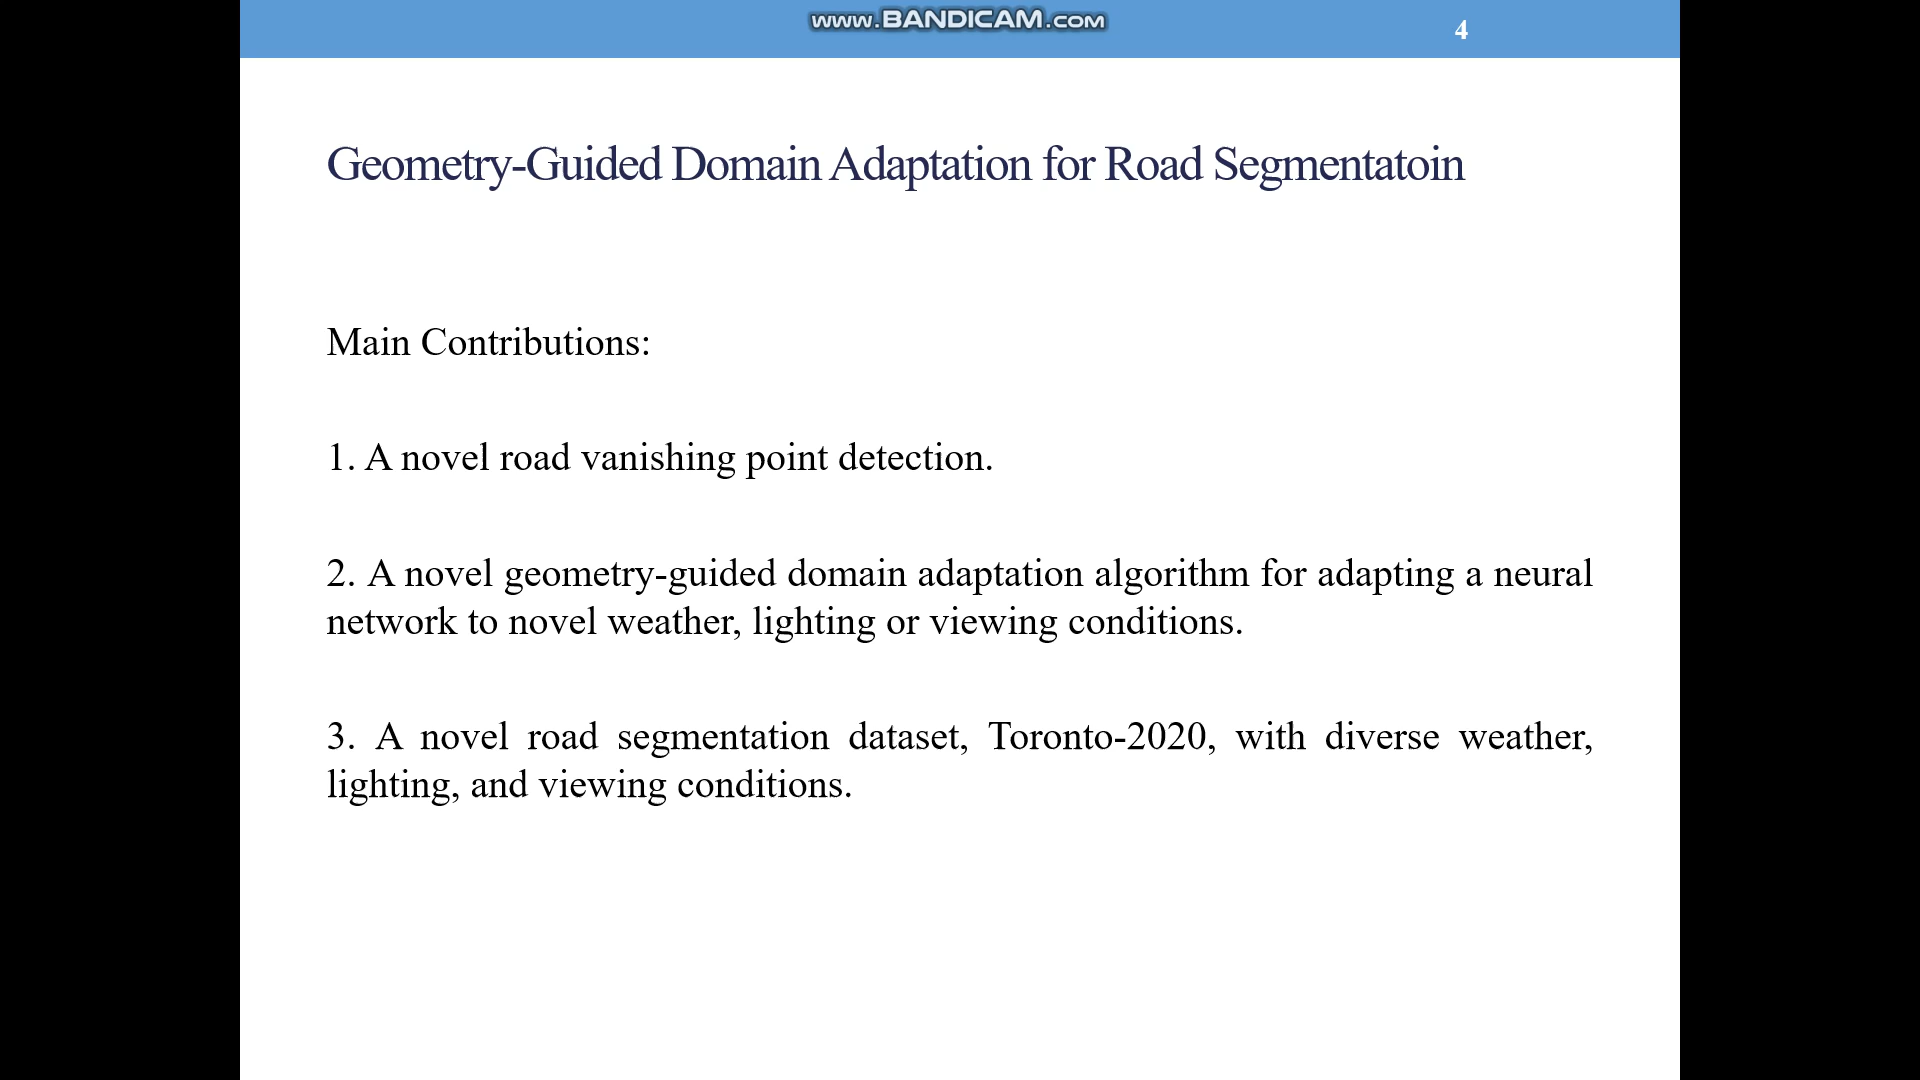 www.BANDICAM.com
4
Geometry-Guided Domain Adaptation for Road Segmentatoin
Main Contributions:
1. A novel road vanishing point detection.
2. A novel geometry-guided domain adaptation algorithm for adapting a neural
network to novel weather, lighting or viewing conditions.
3. A novel road segmentation dataset, Toronto-2020, with diverse weather,
lighting, and viewing conditions.